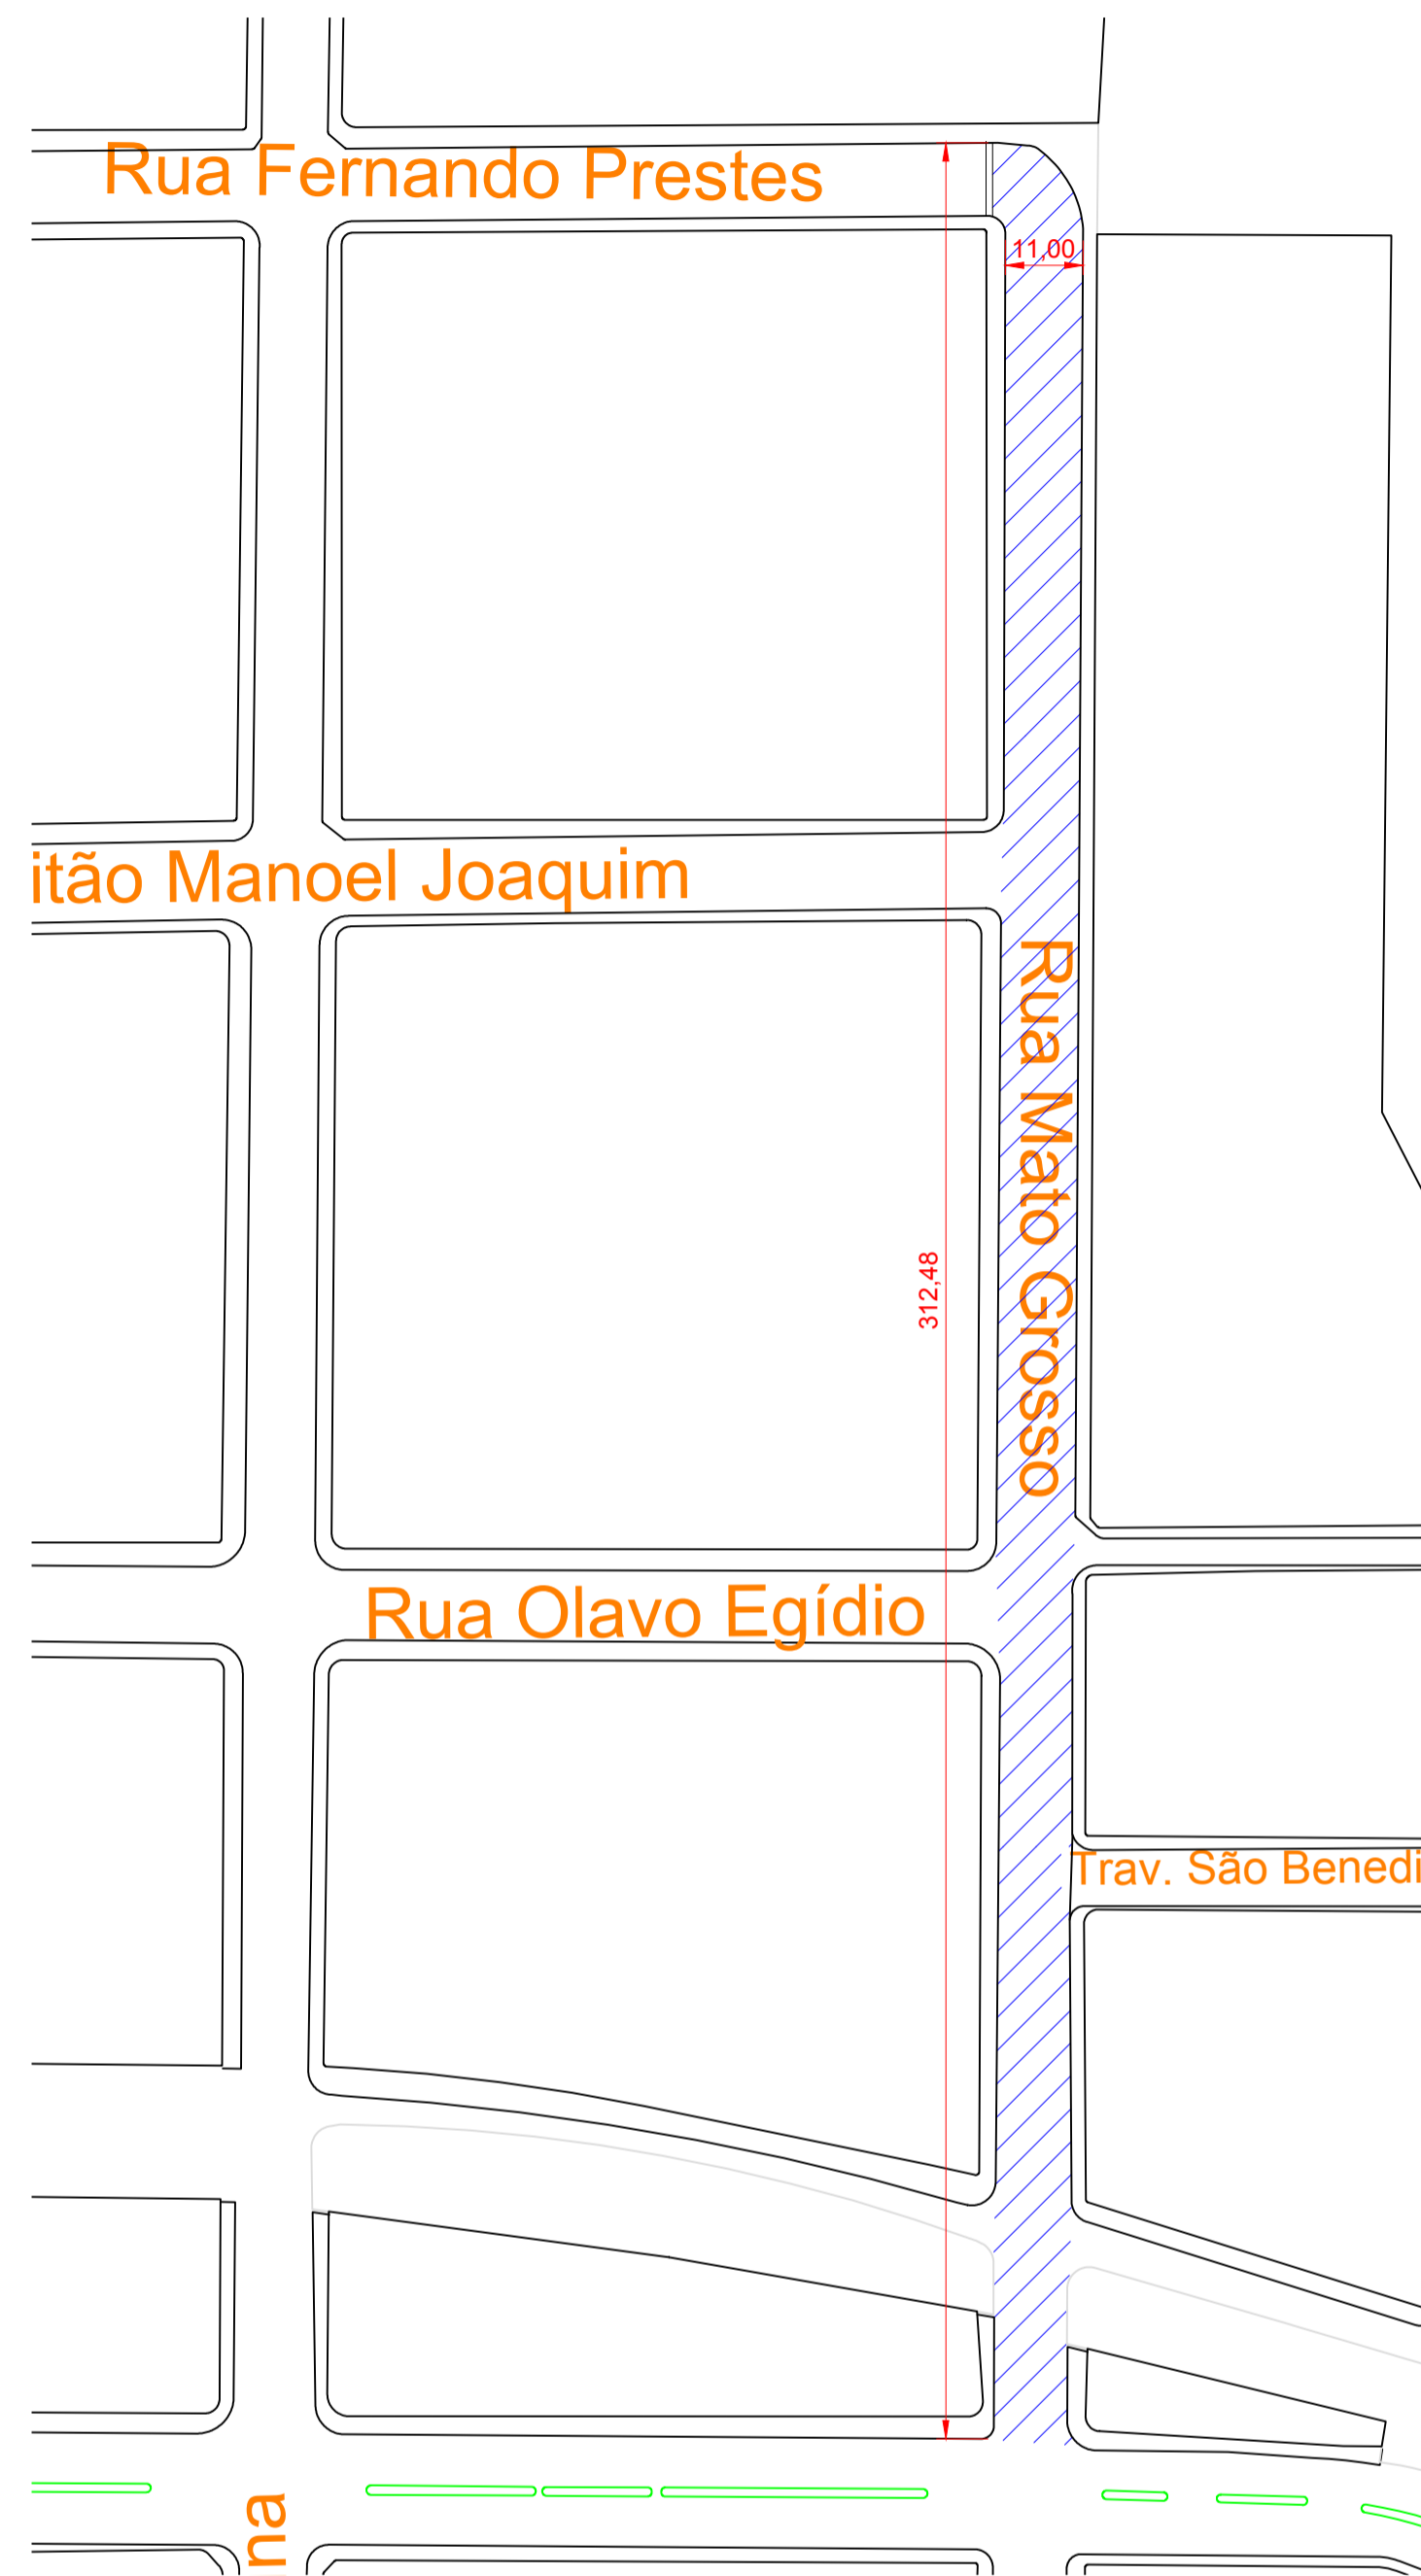 Rua Fernando Prestes
11,00
itão Manoel Joaquim
Rua Mato Grosso
312,48
Rua Olavo Egídio
Trav. São Benedi
na